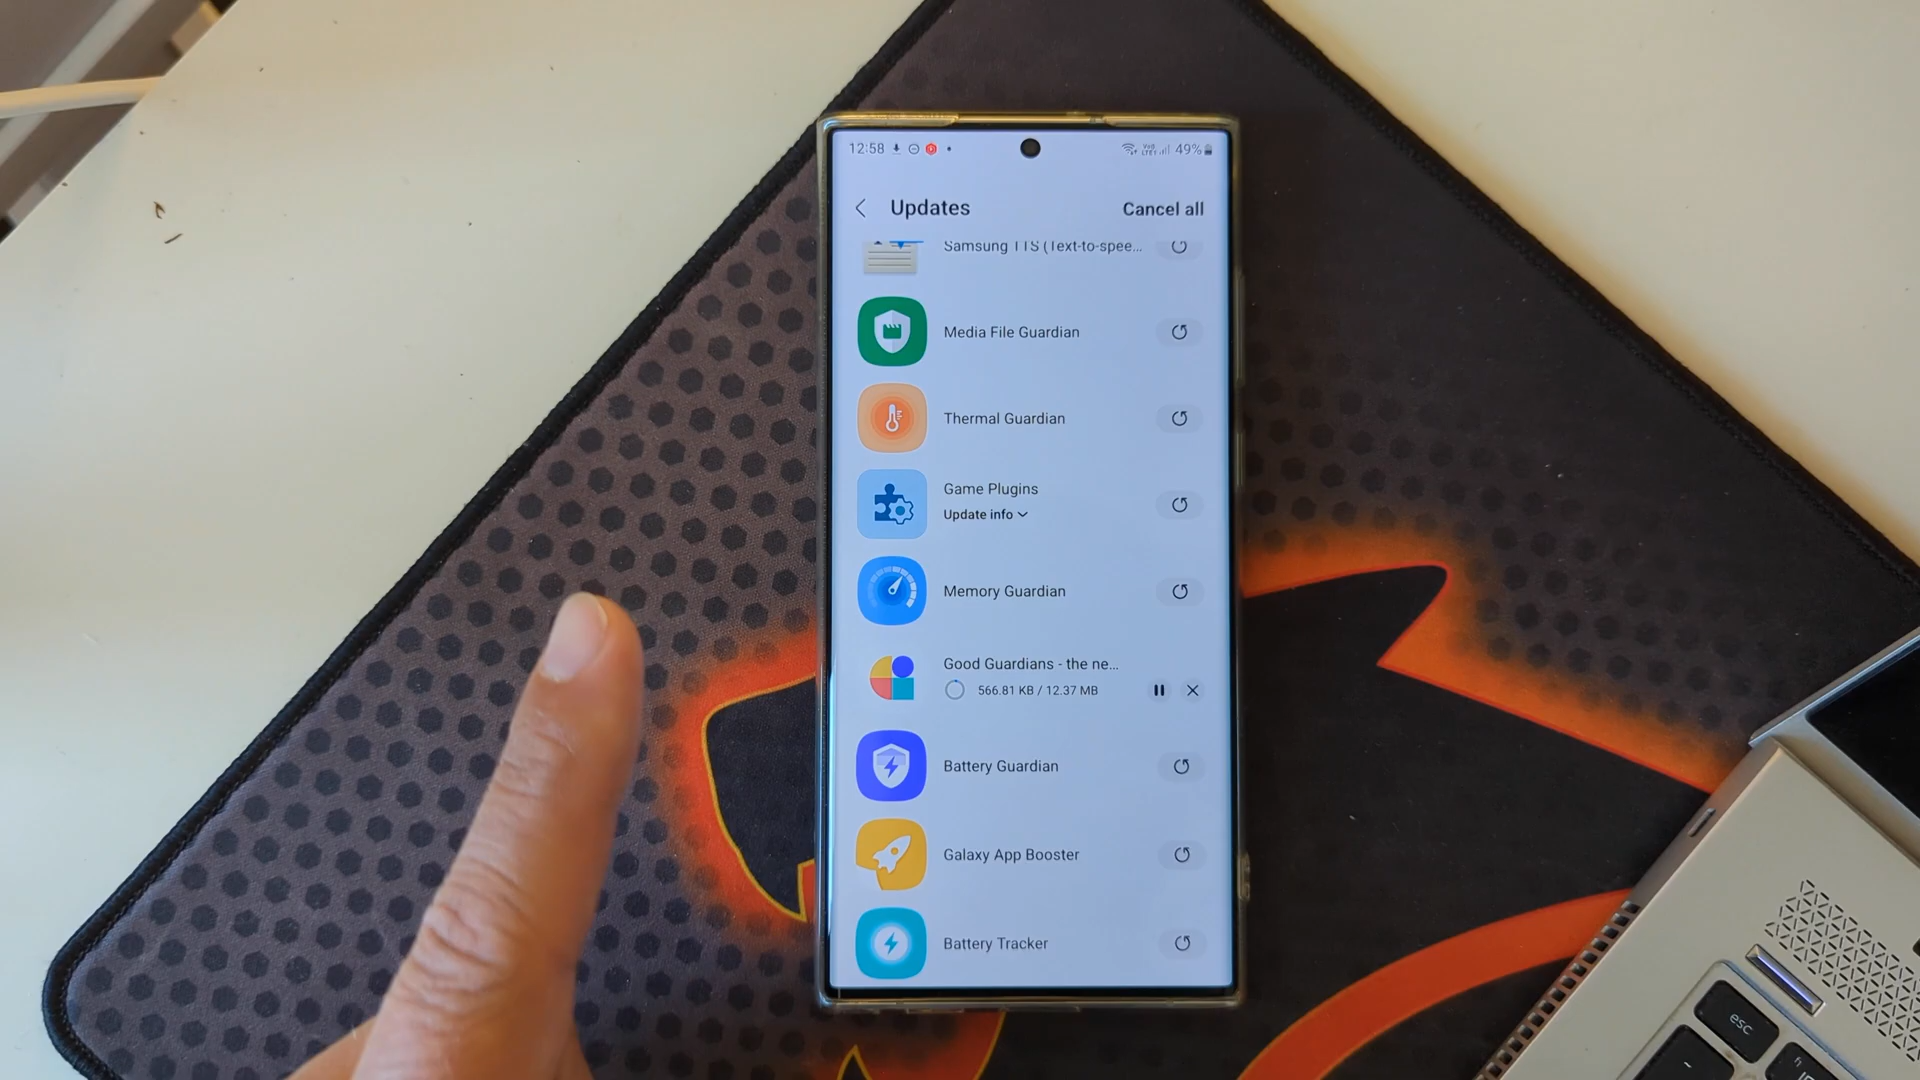 12:58
49%
Updates
Cancel all
Samsung TTS (Text-to-spee...
Media File Guardian
Thermal Guardian
Game Plugins
Update info
Memory Guardian
Good Guardians - the ne...
566.81 KB / 12.37 MB
Battery Guardian
Galaxy App Booster
Battery Tracker
esc